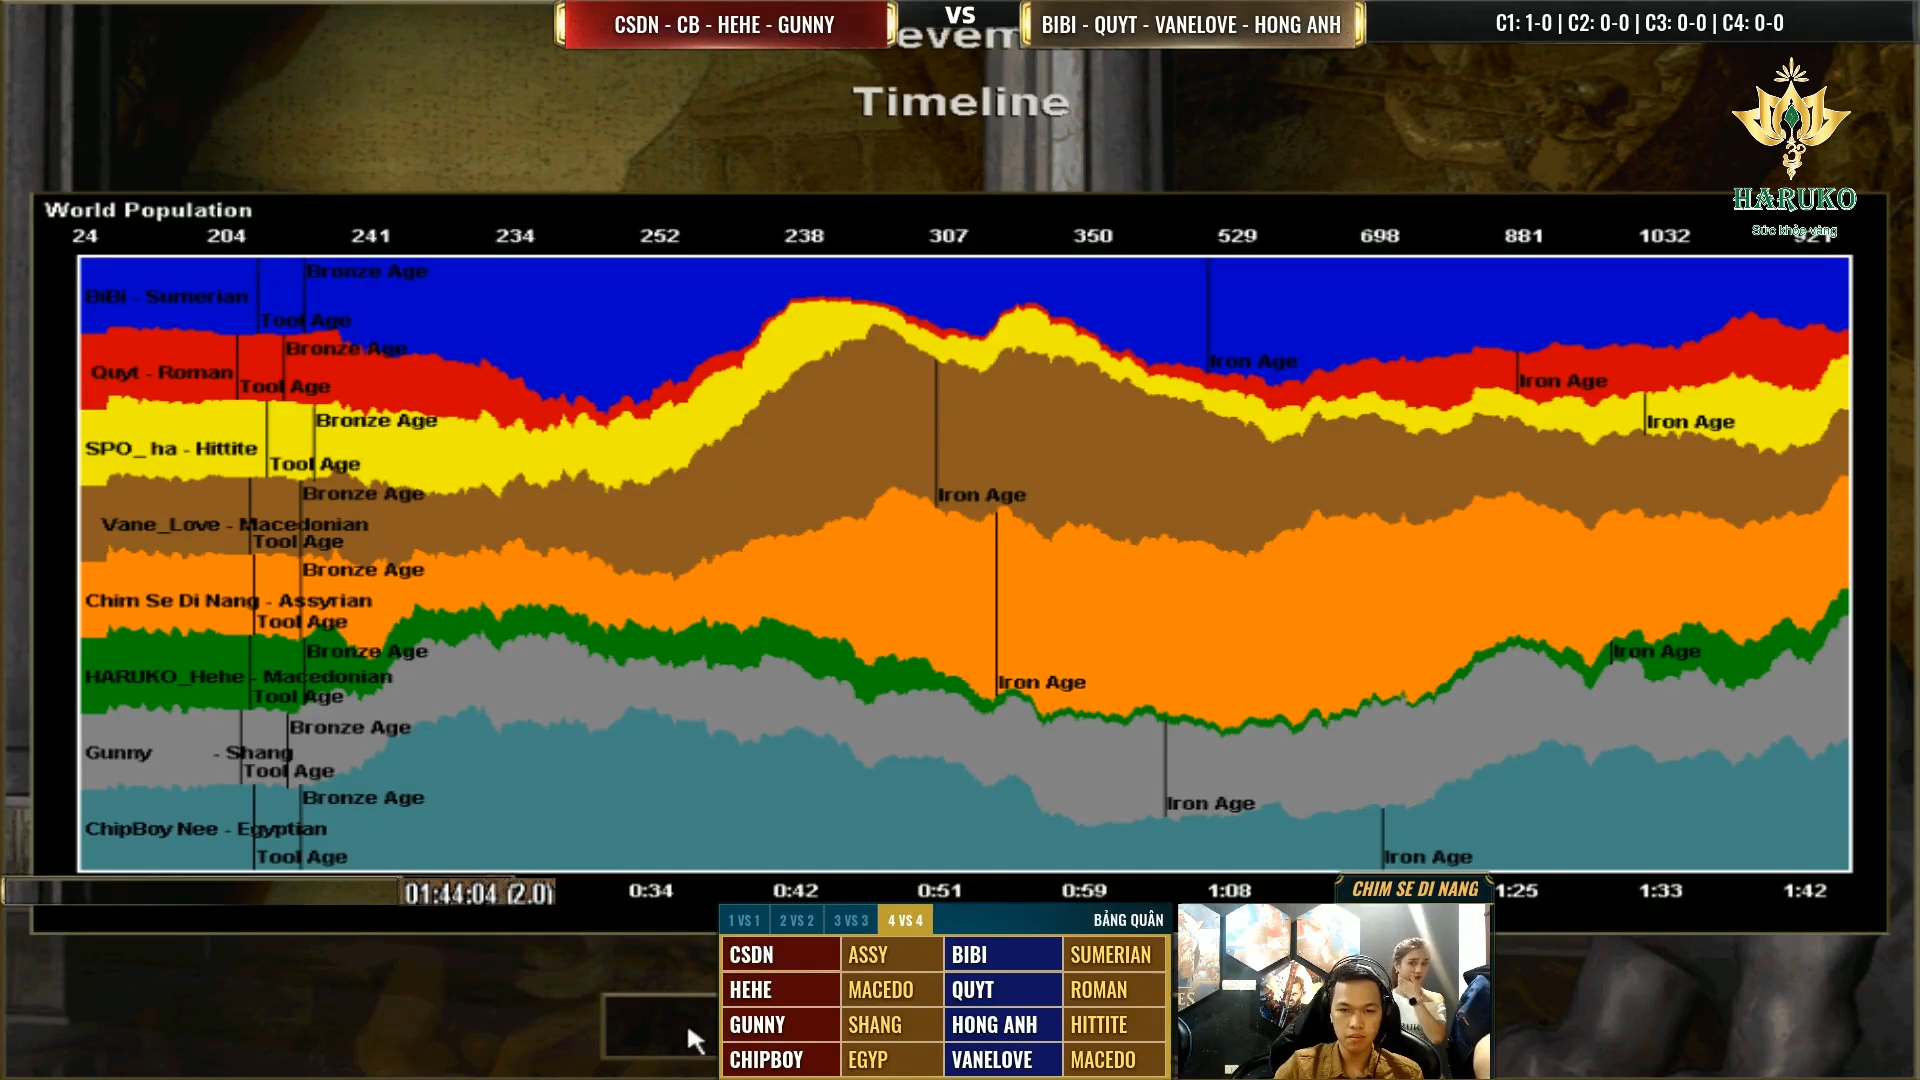 CSDN - CB - HEHE - GUNNY
VS
BIBI - QUYT - VANELOVE - HONG ANH
C1: 1-0 | C2: 0-0 | C3: 0-0 | C4: 0-0
Timeline
HARUKO
Sức khỏe vàng
World Population
24 204 241 234 252 238 307 350 529 698 881 1032 921
Bronze Age
BiBi - Sumerian
Tool Age
Bronze Age
Iron Age
Quyt - Roman
Tool Age
Iron Age
Bronze Age
Iron Age
SPO_ha - Hittite
Tool Age
Bronze Age
Iron Age
Vane_Love - Macedonian
Tool Age
Bronze Age
Chim Se Di Nang - Assyrian
Tool Age
Bronze Age
Iron Age
HARUKO_Hehe - Macedonian
Iron Age
Tool Age
Bronze Age
Gunny - Shang
Tool Age
Bronze Age
Iron Age
ChipBoy Nee - Egyptian
Tool Age
Iron Age
01:44:04 (2.0)
0:34 0:42 0:51 0:59 1:08 1:25 1:33 1:42
CHIM SE DI NANG
1 VS 1 2 VS 2 3 VS 3 4 VS 4 BẢNG QUÂN
CSDN ASSY BIBI SUMERIAN
HEHE MACEDO QUYT ROMAN
GUNNY SHANG HONG ANH HITTITE
CHIPBOY EGYP VANELOVE MACEDO